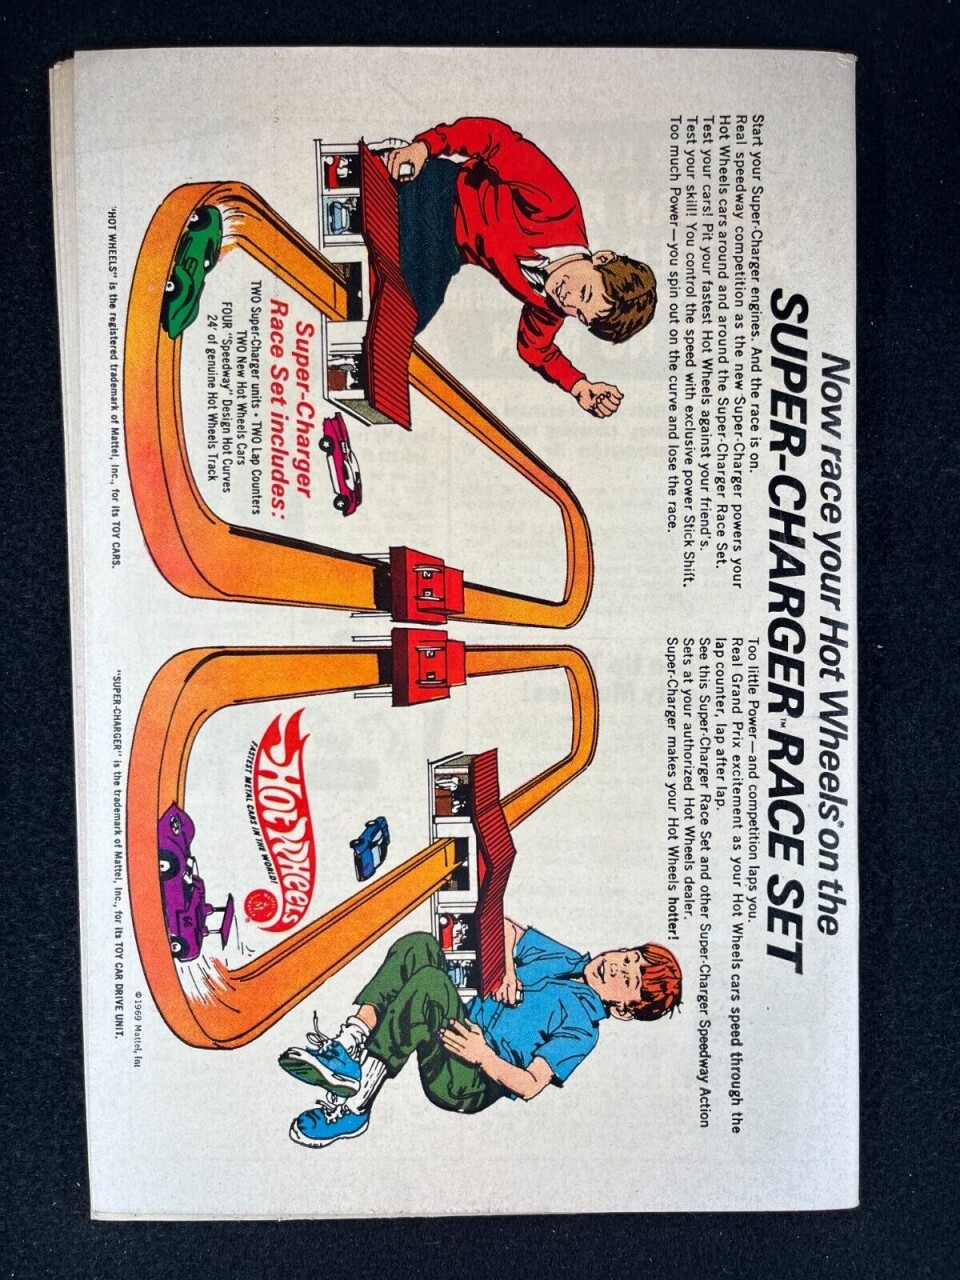 Now race your Hot Wheels® on the
SUPER-CHARGER™ RACE SET
Start your Super-Charger engines. And the race is on.
Real speedway competition as the new Super-Charger powers your
Hot Wheels cars around and around the Super-Charger Race Set.
Test your cars! Pit your fastest Hot Wheels against your friend's.
Test your skill! You control the speed with exclusive power Stick Shift.
Too much Power—you spin out on the curve and lose the race.
Too little Power—and competition laps you.
Real Grand Prix excitement as your Hot Wheels cars speed through the
lap counter, lap after lap.
See this Super-Charger Race Set and other Super-Charger Speedway Action
Sets at your authorized Hot Wheels dealer.
Super-Charger makes your Hot Wheels hotter!
Super-Charger
Race Set includes:
TWO Super-Charger units • TWO Lap Counters
TWO New Hot Wheels Cars
FOUR "Speedway" Design Hot Curves
24' of genuine Hot Wheels Track
HOT WHEELS
FASTEST METAL CARS IN THE WORLD!
©1969 Mattel, Inc
"HOT WHEELS" is the registered trademark of Mattel, Inc., for its TOY CARS.
"SUPER-CHARGER" is the trademark of Mattel, Inc., for its TOY CAR DRIVE UNIT.